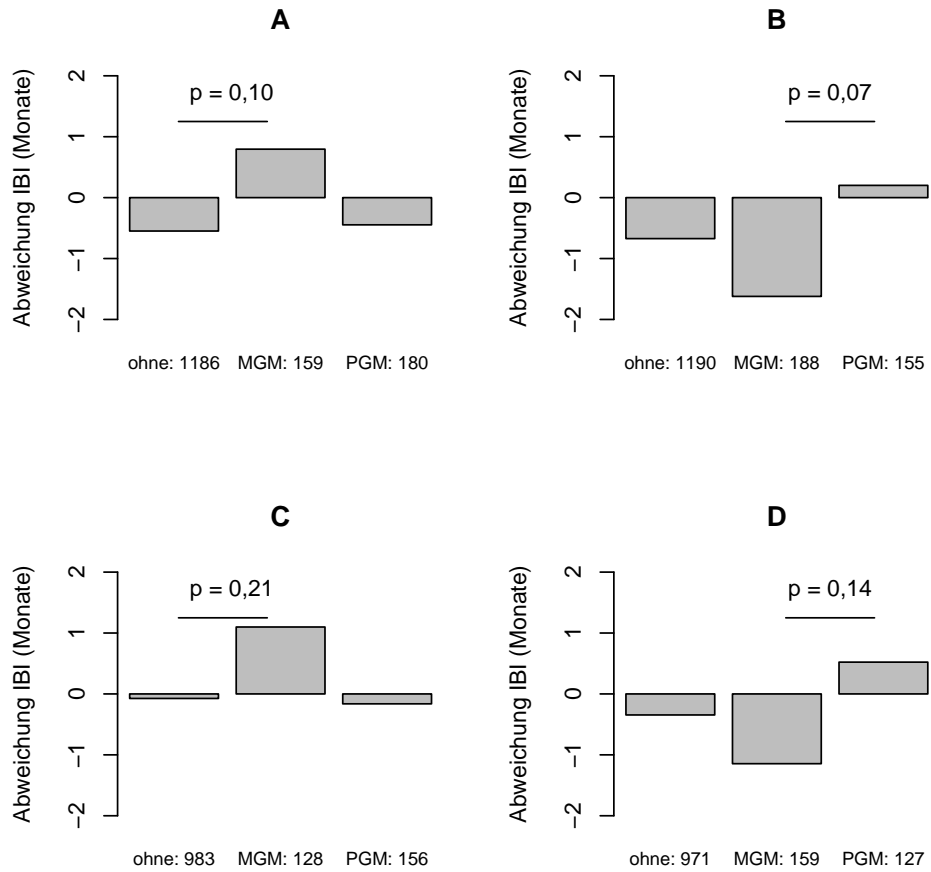 A
Abweichung IBI (Monate)
2
1
0
−1
−2
p = 0,10
ohne: 1186 MGM: 159 PGM: 180
B
Abweichung IBI (Monate)
2
1
0
−1
−2
p = 0,07
ohne: 1190 MGM: 188 PGM: 155
C
Abweichung IBI (Monate)
2
1
0
−1
−2
p = 0,21
ohne: 983 MGM: 128 PGM: 156
D
Abweichung IBI (Monate)
2
1
0
−1
−2
p = 0,14
ohne: 971 MGM: 159 PGM: 127